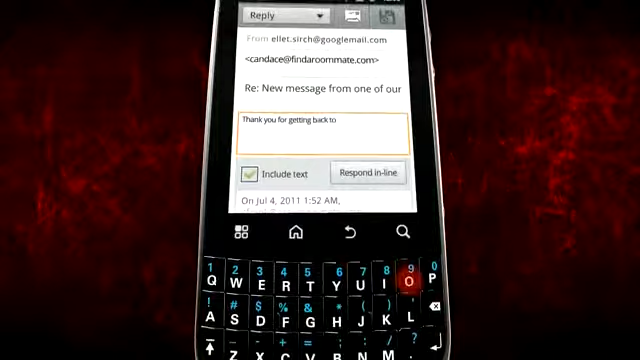 Reply
From ellet.sirch@googlemail.com
<candace@findaroommate.com>
Re: New message from one of our
Thank you for getting back to
Include text
Respond in-line
On Jul 4, 2011 1:52 AM,
1 2 3 4 5 6 7 8 9 0
Q W E R T Y U I O P
! # $ % & * ( ) '
A S D F G H J K L
- - + = : ; " ?
Z X C V B N M